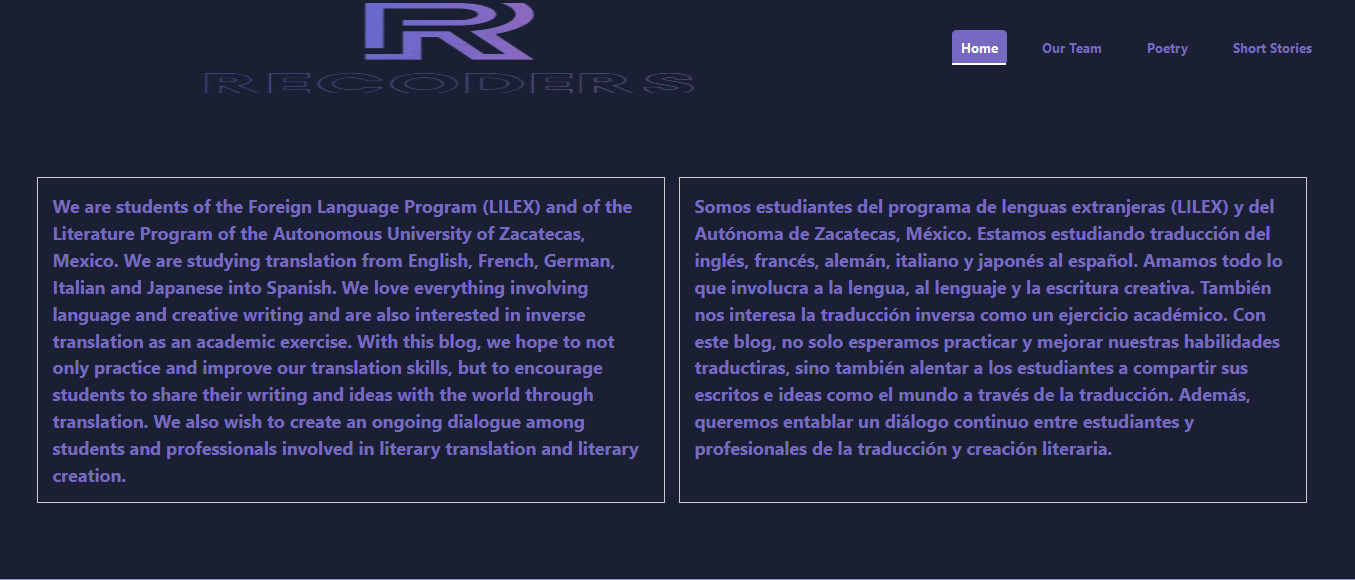 R
RECODERS
Home
Our Team
Poetry
Short Stories
We are students of the Foreign Language Program (LILEX) and of the
Literature Program of the Autonomous University of Zacatecas,
Mexico. We are studying translation from English, French, German,
Italian and Japanese into Spanish. We love everything involving
language and creative writing and are also interested in inverse
translation as an academic exercise. With this blog, we hope to not
only practice and improve our translation skills, but to encourage
students to share their writing and ideas with the world through
translation. We also wish to create an ongoing dialogue among
students and professionals involved in literary translation and literary
creation.
Somos estudiantes del programa de lenguas extranjeras (LILEX) y del
Autónoma de Zacatecas, México. Estamos estudiando traducción del
inglés, francés, alemán, italiano y japonés al español. Amamos todo lo
que involucra a la lengua, al lenguaje y la escritura creativa. También
nos interesa la traducción inversa como un ejercicio académico. Con
este blog, no solo esperamos practicar y mejorar nuestras habilidades
traductiras, sino también alentar a los estudiantes a compartir sus
escritos e ideas como el mundo a través de la traducción. Además,
queremos entablar un diálogo continuo entre estudiantes y
profesionales de la traducción y creación literaria.